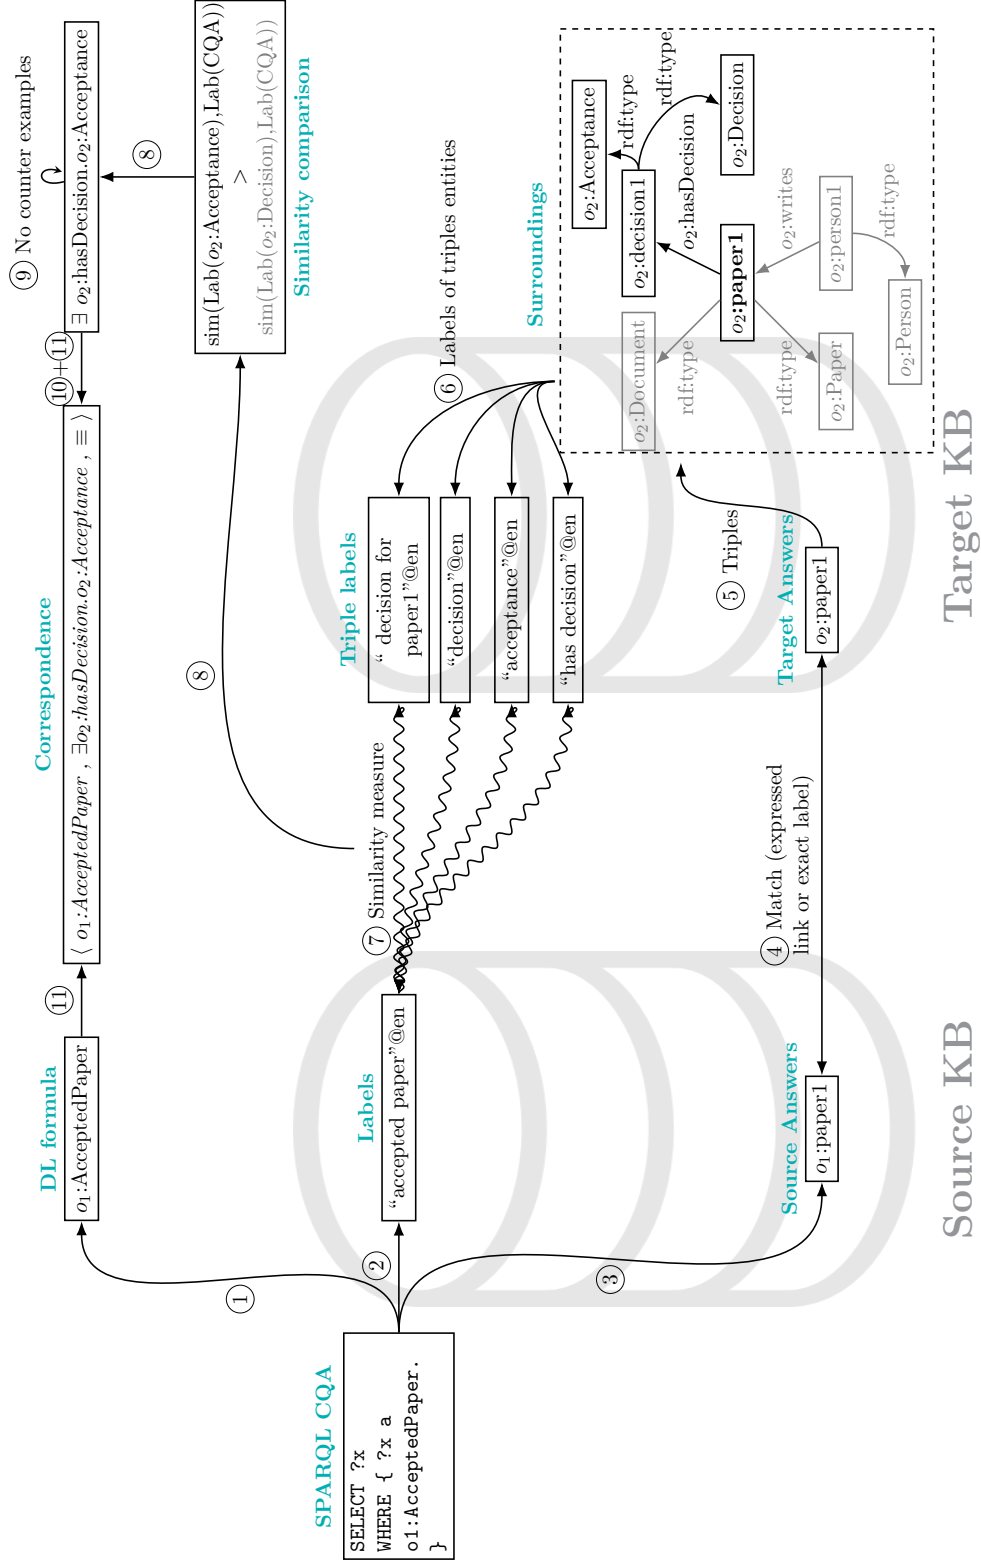 SPARQL CQA
SELECT ?x
WHERE { ?x a
o1:AcceptedPaper.
}
1
2
3
DL formula
o₁:AcceptedPaper
11
Correspondence
⟨ o₁:AcceptedPaper , ∃o₂:hasDecision.o₂:Acceptance , ≡ ⟩
10+11
9 No counter examples
∃ o₂:hasDecision.o₂:Acceptance
8
sim(Lab(o₂:Acceptance),Lab(CQA))
>
sim(Lab(o₂:Decision),Lab(CQA))
Similarity comparison
8
Labels
“accepted paper”@en
7 Similarity measure
Triple labels
“ decision for
paper1”@en
“decision”@en
“acceptance”@en
“has decision”@en
6 Labels of triples entities
Source Answers
o₁:paper1
4 Match (expressed
link or exact label)
Target Answers
o₂:paper1
5 Triples
Surroundings
o₂:Acceptance
rdf:type
rdf:type
o₂:decision1
o₂:Decision
o₂:hasDecision
o₂:Document
rdf:type
o₂:paper1
o₂:writes
rdf:type
o₂:Paper
o₂:person1
rdf:type
o₂:Person
Source KB
Target KB